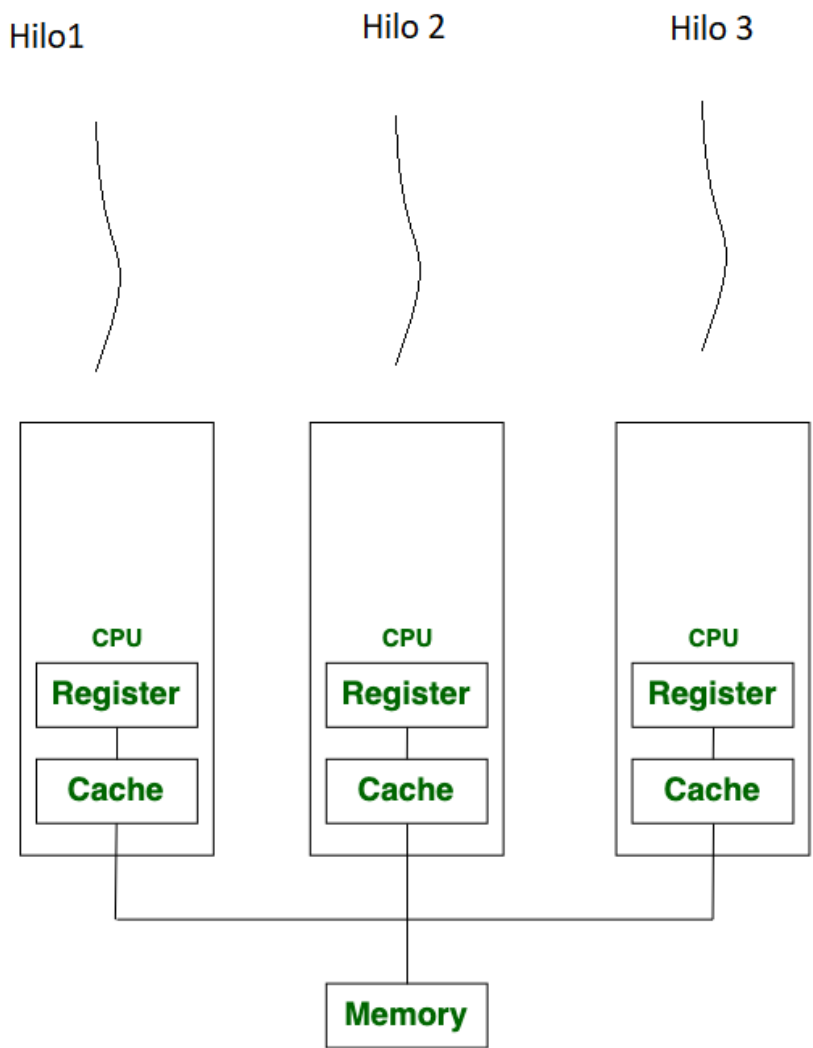 Hilo1
Hilo 2
Hilo 3
CPU
Register
Cache
CPU
Register
Cache
CPU
Register
Cache
Memory